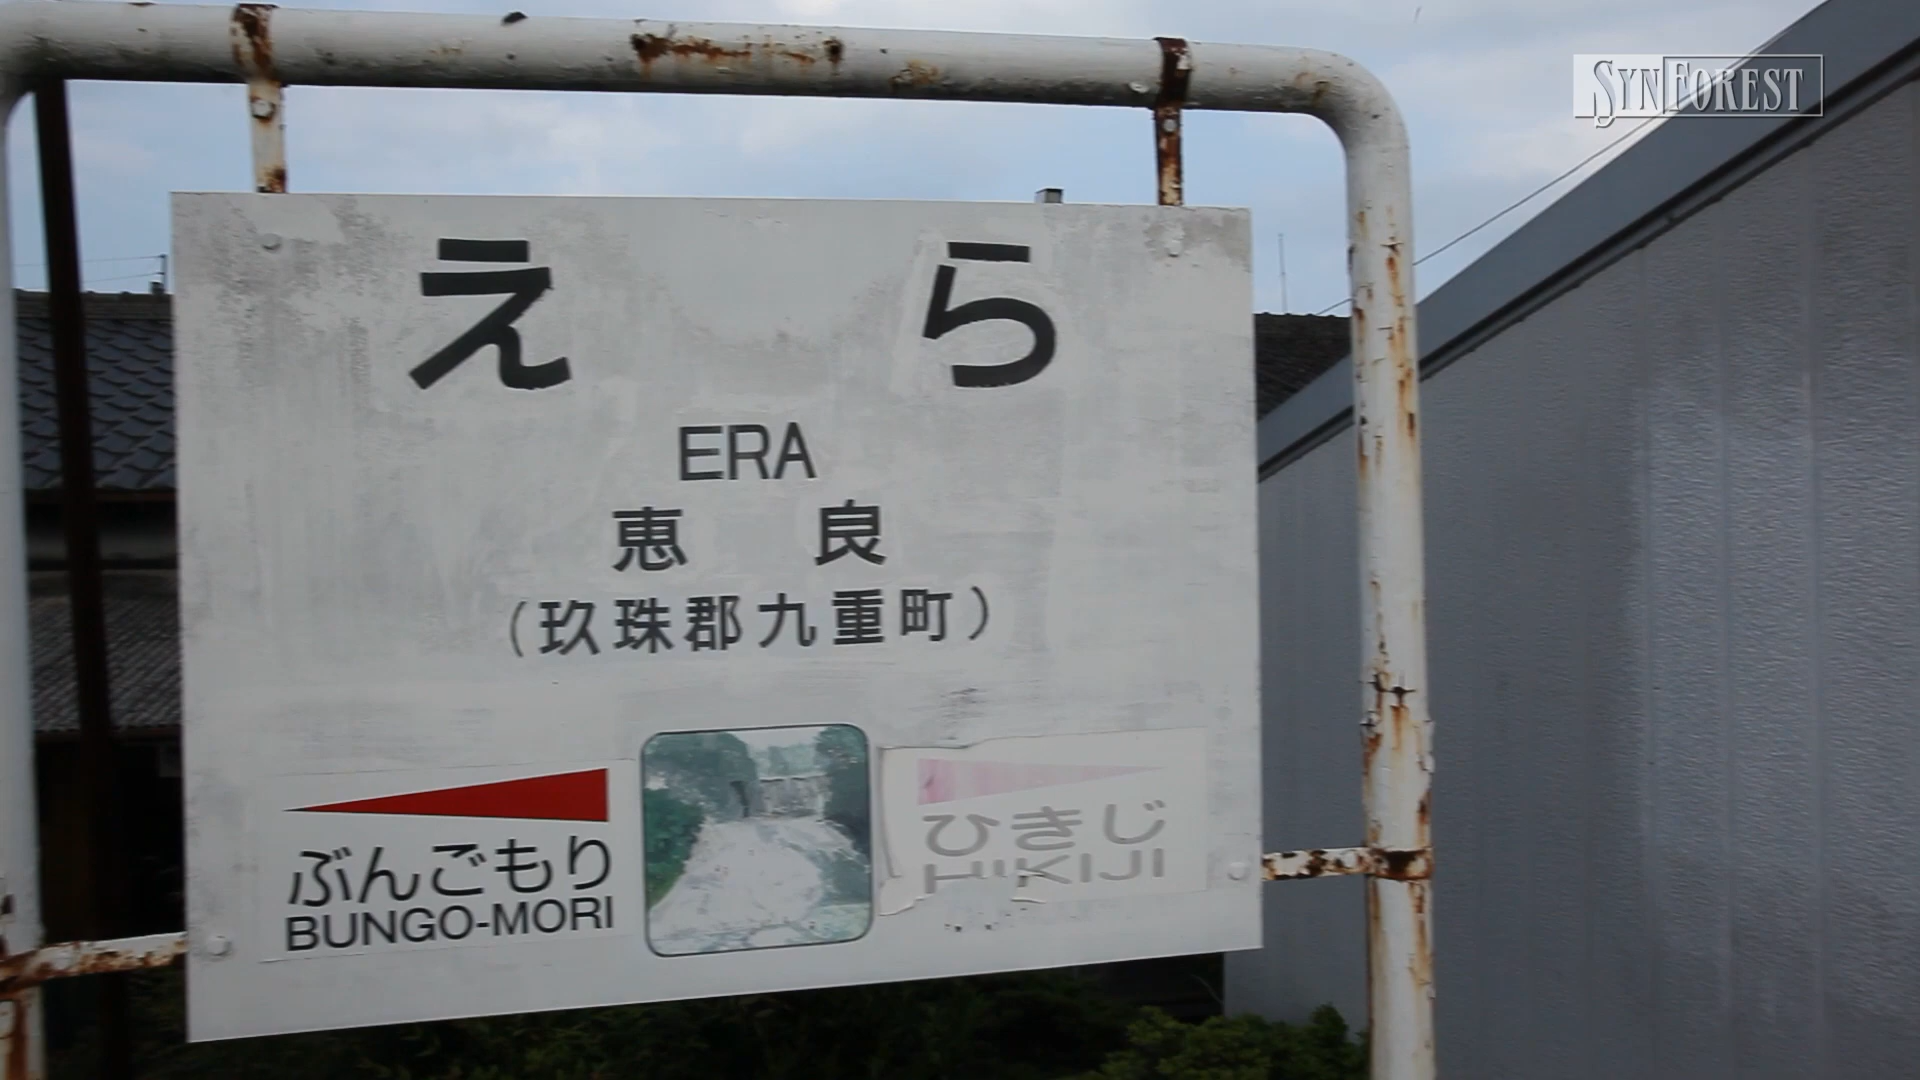 SYNFOREST
え ら
ERA
恵 良
(玖珠郡九重町)
ぶんごもり
BUNGO-MORI
ひきじ
HIKIJI